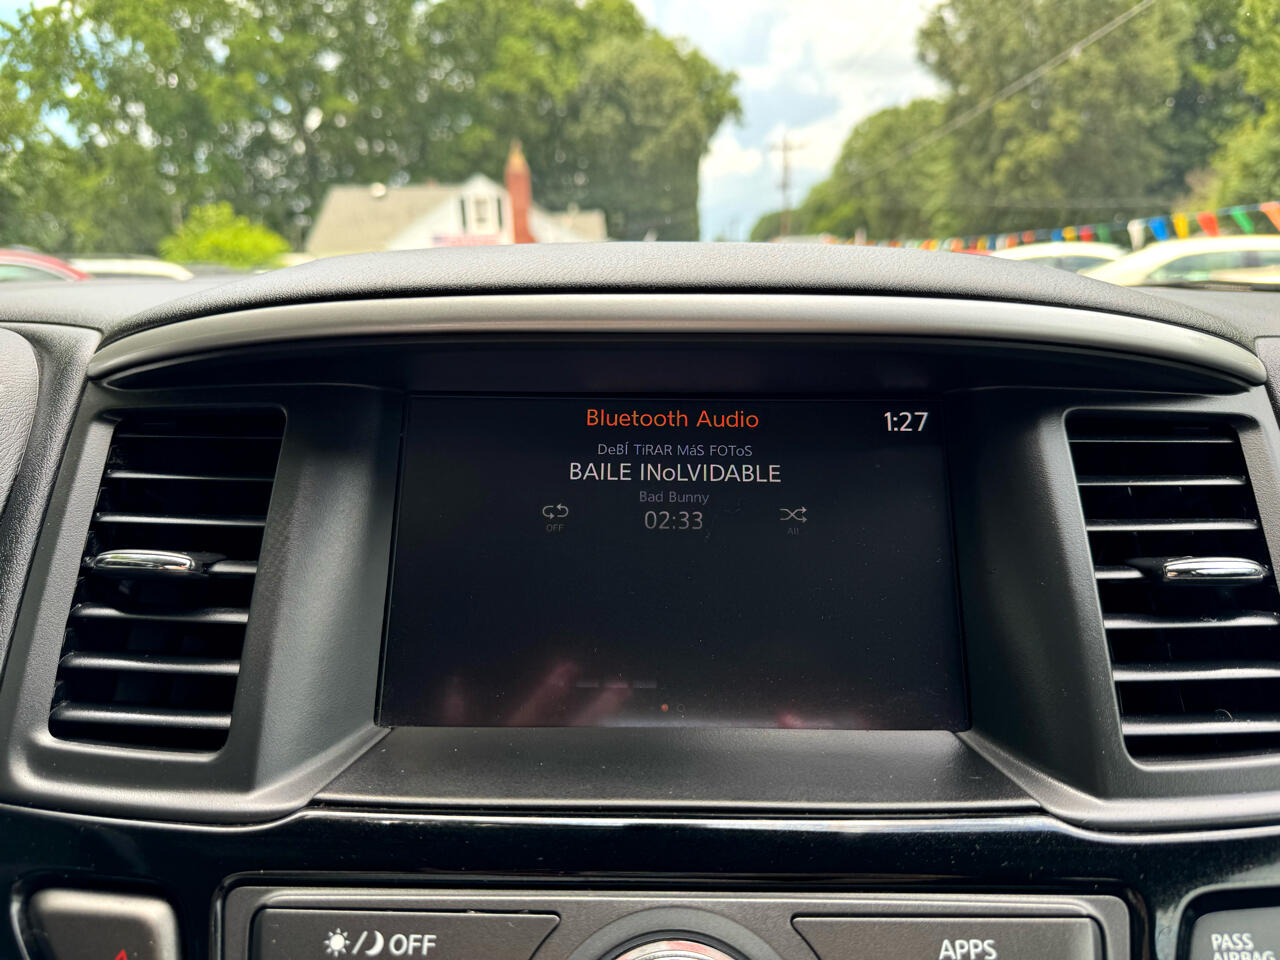 Bluetooth Audio
1:27
DeBÍ TiRAR MáS FOToS
BAILE INoLVIDABLE
Bad Bunny
OFF
02:33
All
OFF
APPS
PASS
AIRBAG